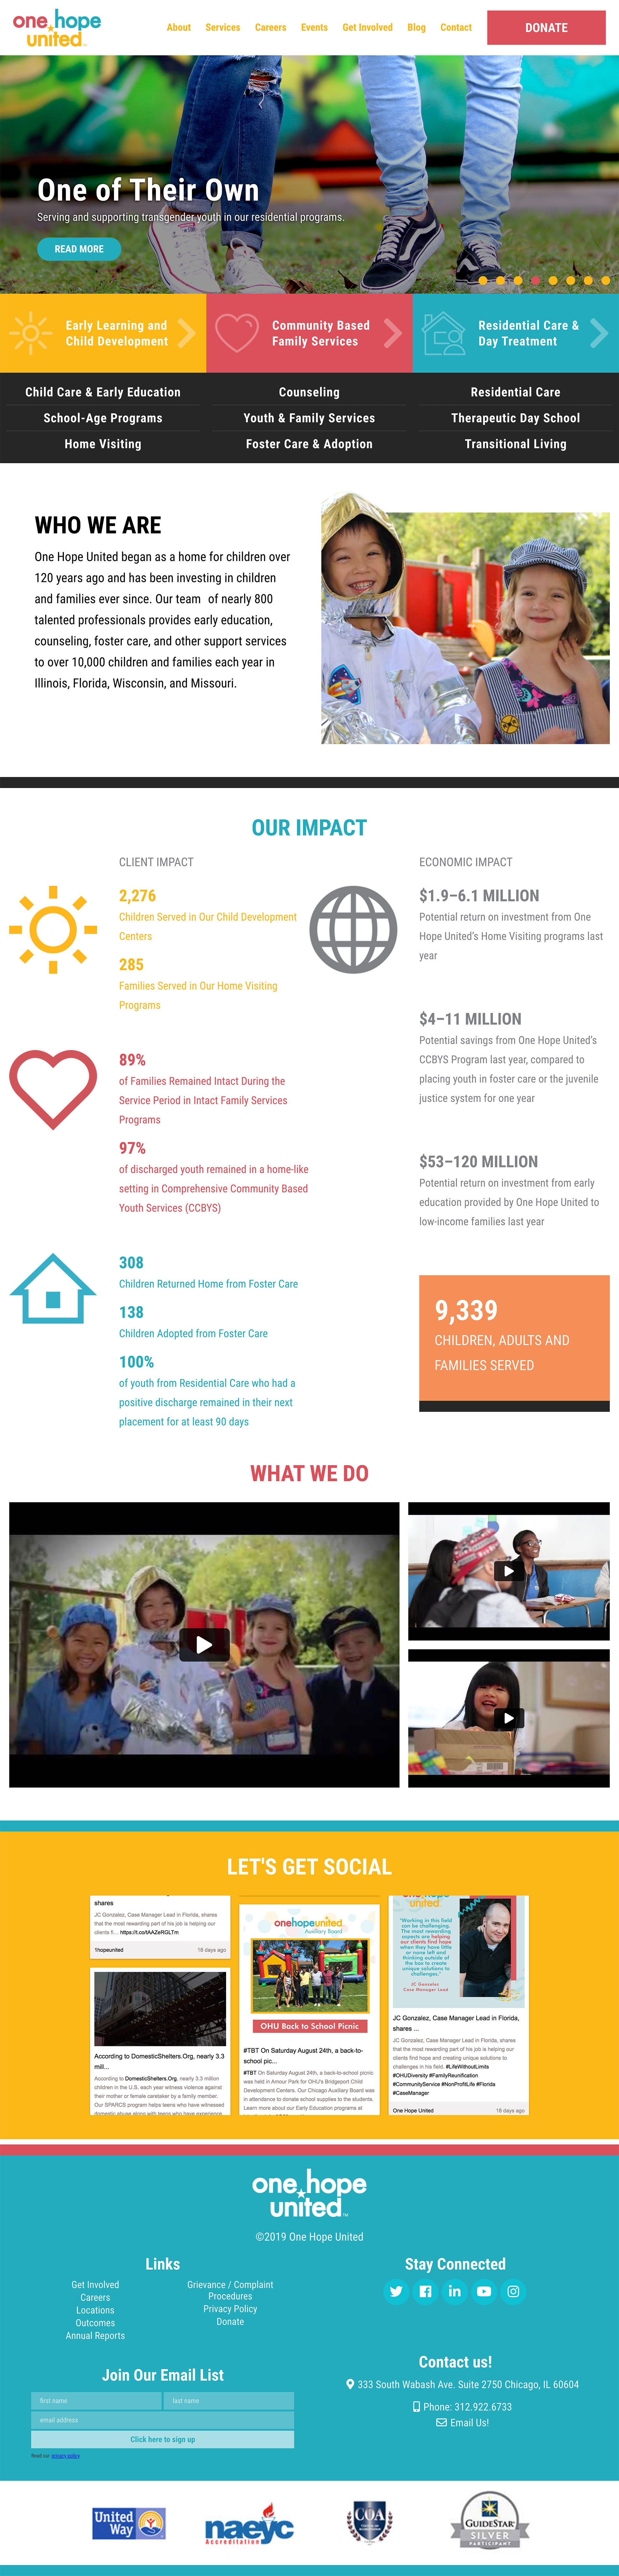 one hope
united
About Services Careers Events Get Involved Blog Contact
DONATE
One of Their Own
Serving and supporting transgender youth in our residential programs.
READ MORE
Early Learning and
Child Development
Community Based
Family Services
Residential Care &
Day Treatment
Child Care & Early Education
School-Age Programs
Home Visiting
Counseling
Youth & Family Services
Foster Care & Adoption
Residential Care
Therapeutic Day School
Transitional Living
WHO WE ARE
One Hope United began as a home for children over
120 years ago and has been investing in children
and families ever since. Our team of nearly 800
talented professionals provides early education,
counseling, foster care, and other support services
to over 10,000 children and families each year in
Illinois, Florida, Wisconsin, and Missouri.
OUR IMPACT
CLIENT IMPACT
2,276
Children Served in Our Child Development
Centers
285
Families Served in Our Home Visiting
Programs
89%
of Families Remained Intact During the
Service Period in Intact Family Services
Programs
97%
of discharged youth remained in a home-like
setting in Comprehensive Community Based
Youth Services (CCBYS)
308
Children Returned Home from Foster Care
138
Children Adopted from Foster Care
100%
of youth from Residential Care who had a
positive discharge remained in their next
placement for at least 90 days
ECONOMIC IMPACT
$1.9–6.1 MILLION
Potential return on investment from One
Hope United's Home Visiting programs last
year
$4–11 MILLION
Potential savings from One Hope United's
CCBYS Program last year, compared to
placing youth in foster care or the juvenile
justice system for one year
$53–120 MILLION
Potential return on investment from early
education provided by One Hope United to
low-income families last year
9,339
CHILDREN, ADULTS AND
FAMILIES SERVED
WHAT WE DO
LET'S GET SOCIAL
shares
JC Gonzalez, Case Manager Lead in Florida, shares
that the most rewarding part of his job is helping our
clients fi... https://t.co/tAAZeRGLTm
1hopeunited 18 days ago
According to DomesticShelters.Org, nearly 3.3
mill...
According to DomesticShelters.Org, nearly 3.3 million
children in the U.S. each year witness violence against
their mother or female caretaker by a family member.
Our SPARCS program helps teens who have witnessed
domestic abuse along with teens who have experience
onehopeunited
Auxiliary Board
OHU Back to School Picnic
#TBT On Saturday August 24th, a back-to-
school pic...
#TBT On Saturday August 24th, a back-to-school picnic
was held in Armour Park for OHU's Bridgeport Child
Development Centers. Our Chicago Auxiliary Board was
in attendance to donate school supplies to the students.
Learn more about our Early Education programs at
united
"Working in this field
can be challenging.
The most rewarding
aspects are helping
our clients find hope
when they have little
or none left and
thinking outside of
the box to create
unique solutions to
challenges."
JC Gonzalez
Case Manager Lead
JC Gonzalez, Case Manager Lead in Florida,
shares ...
JC Gonzalez, Case Manager Lead in Florida, shares
that the most rewarding part of his job is helping our
clients find hope and creating unique solutions to
challenges in his field. #LifeWithoutLimits
#OHUDiversity #FamilyReunification
#CommunityService #NonProfitLife #Florida
#CaseManager
One Hope United 18 days ago
one hope
united
©2019 One Hope United
Links
Get Involved
Careers
Locations
Outcomes
Annual Reports
Grievance / Complaint
Procedures
Privacy Policy
Donate
Stay Connected
Join Our Email List
first name
last name
email address
Click here to sign up
Read our privacy policy
Contact us!
333 South Wabash Ave. Suite 2750 Chicago, IL 60604
Phone: 312.922.6733
Email Us!
United
Way
naeyc
Accreditation
COA
GUIDESTAR
SILVER
PARTICIPANT